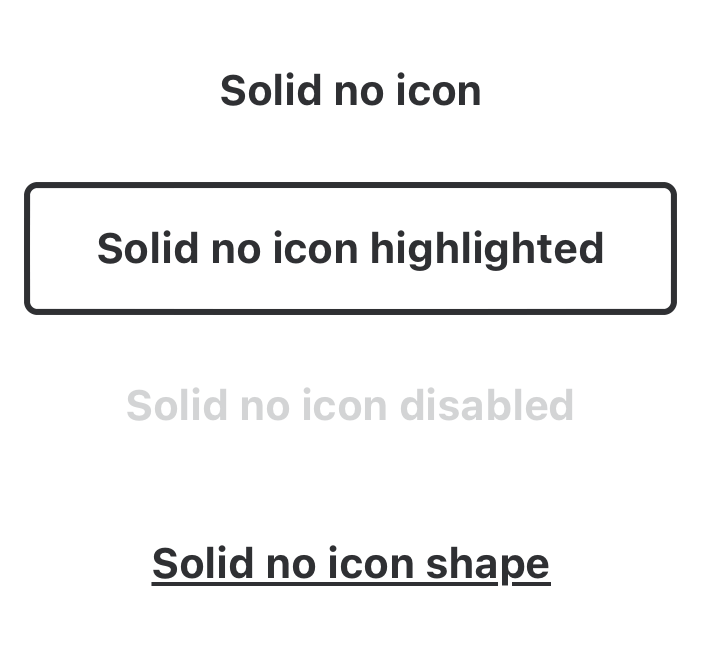 Solid no icon
Solid no icon highlighted
Solid no icon disabled
Solid no icon shape